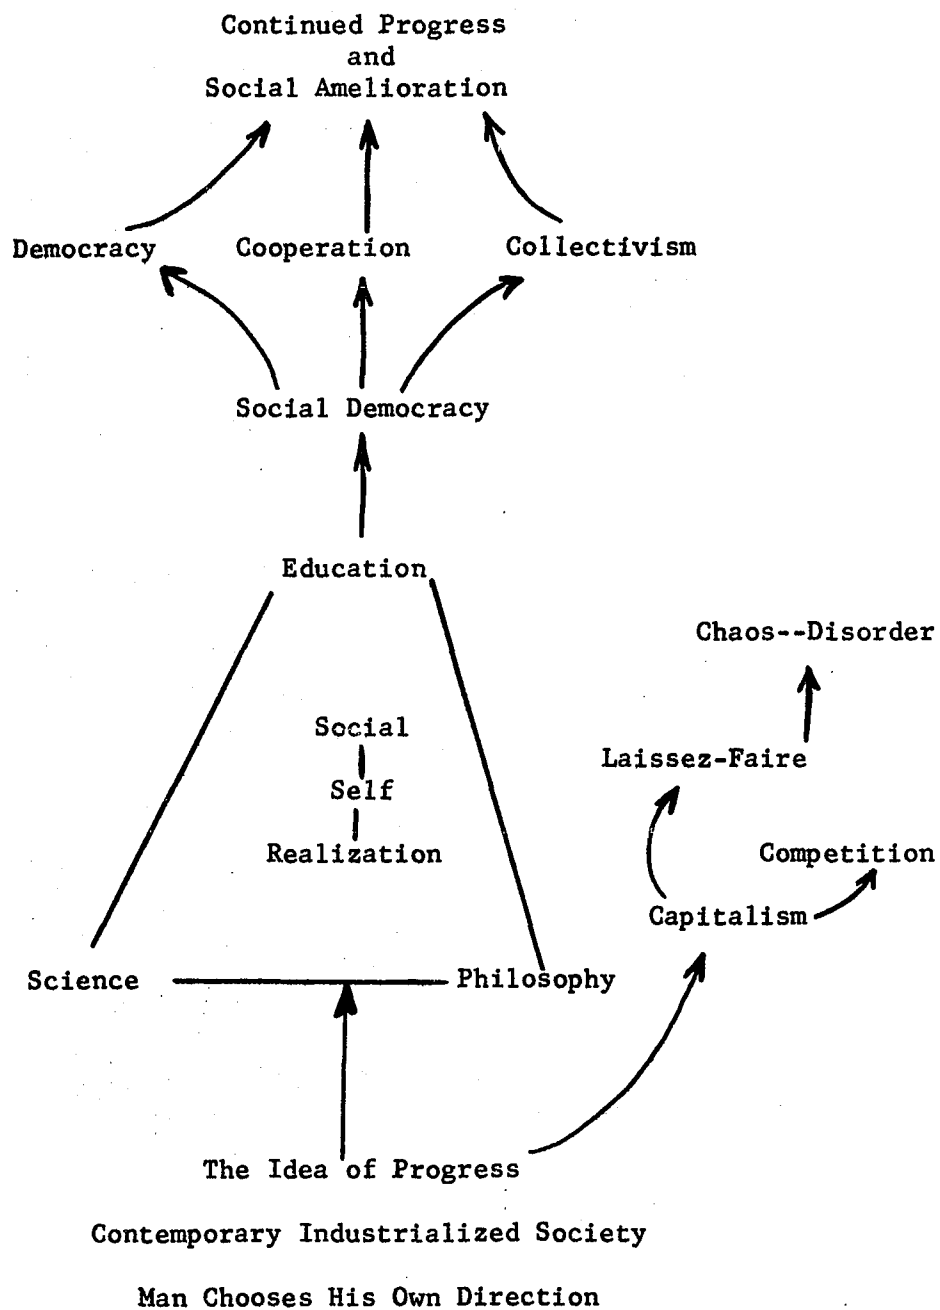 Continued Progress
and
Social Amelioration
Democracy
Cooperation
Collectivism
Social Democracy
Education
Chaos--Disorder
Social
Laissez-Faire
Self
Realization
Competition
Capitalism
Science
Philosophy
The Idea of Progress
Contemporary Industrialized Society
Man Chooses His Own Direction